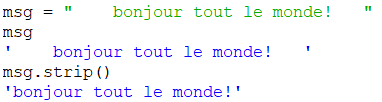 msg = "    bonjour tout le monde!   "
msg
'    bonjour tout le monde!   '
msg.strip()
'bonjour tout le monde!'